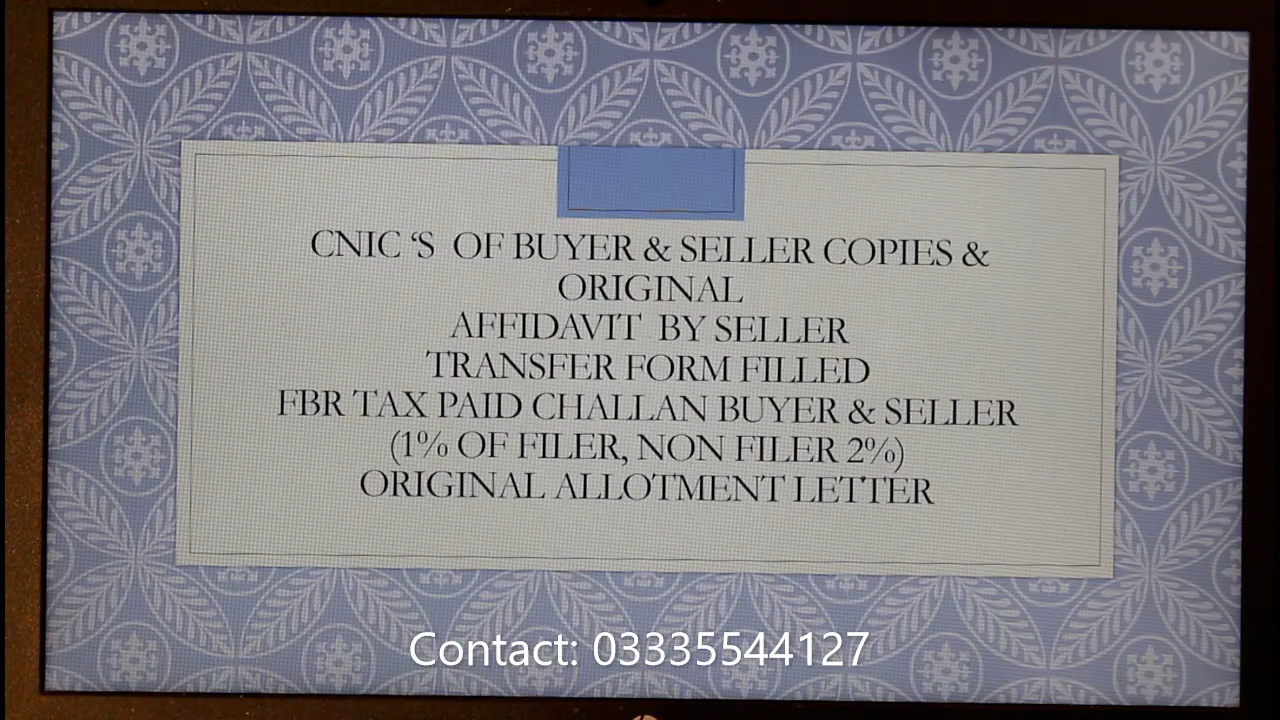 CNIC ‘S OF BUYER & SELLER COPIES &
ORIGINAL
AFFIDAVIT BY SELLER
TRANSFER FORM FILLED
FBR TAX PAID CHALLAN BUYER & SELLER
(1% OF FILER, NON FILER 2%)
ORIGINAL ALLOTMENT LETTER
Contact: 03335544127